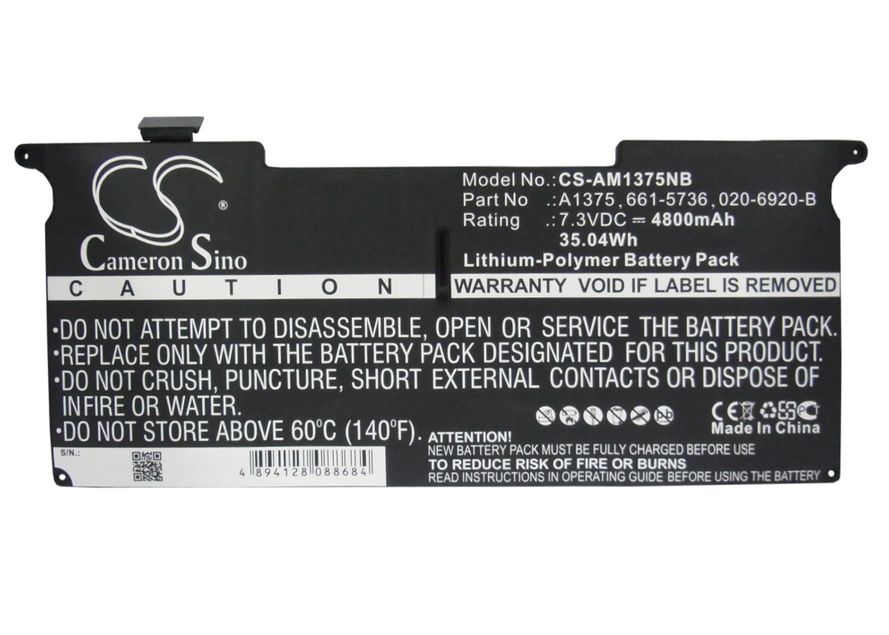 CS ®
Cameron Sino
Model No.: CS-AM1375NB
Part No .: A1375, 661-5736, 020-6920-B
Rating .: 7.3VDC ⎓ 4800mAh
35.04Wh
Lithium-Polymer Battery Pack
CAUTION
WARRANTY VOID IF LABEL IS REMOVED
•DO NOT ATTEMPT TO DISASSEMBLE, OPEN OR SERVICE THE BATTERY PACK.
•REPLACE ONLY WITH THE BATTERY PACK DESIGNATED FOR THIS PRODUCT.
•DO NOT CRUSH, PUNCTURE, SHORT EXTERNAL CONTACTS OR DISPOSE OF
IN FIRE OR WATER.
•DO NOT STORE ABOVE 60°C (140°F).
CE
Made In China
ATTENTION!
NEW BATTERY PACK MUST BE FULLY CHARGED BEFORE USE
TO REDUCE RISK OF FIRE OR BURNS
READ INSTRUCTIONS IN OPERATING GUIDE BEFORE USING THE BATTERY
S/N.:
4 894128 088684